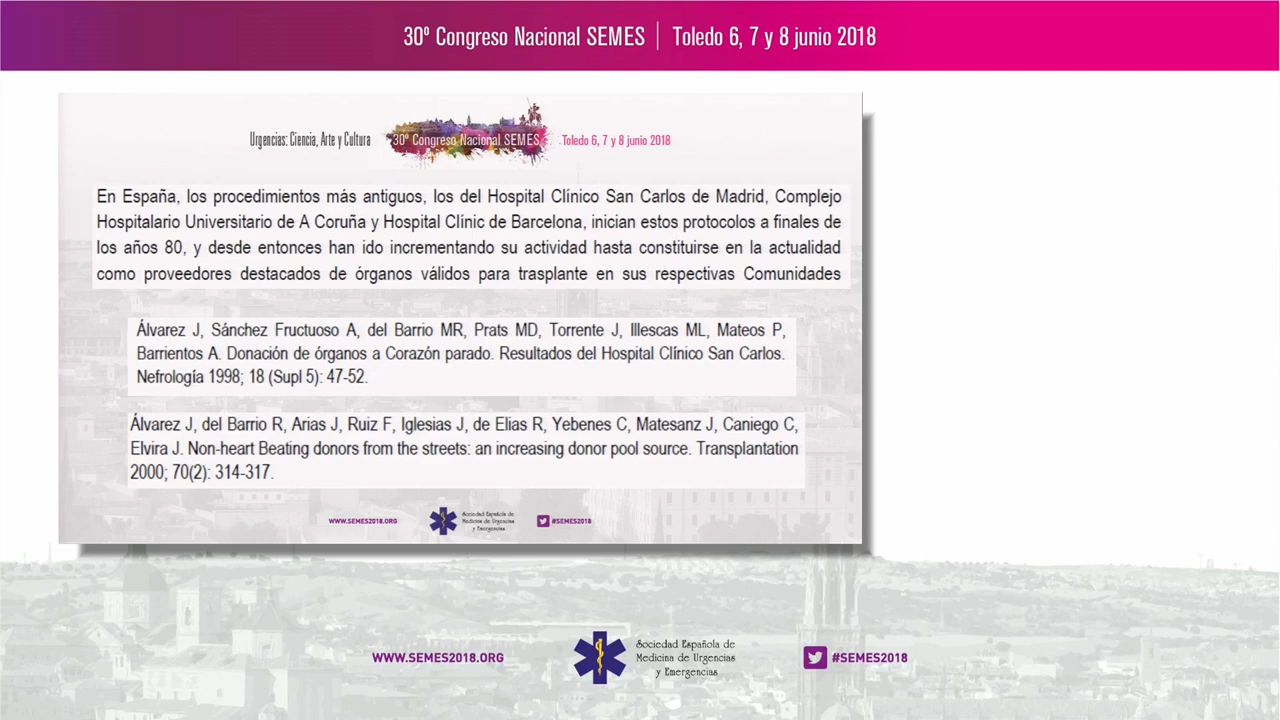 30º Congreso Nacional SEMES | Toledo 6, 7 y 8 junio 2018
Urgencias: Ciencia, Arte y Cultura
30º Congreso Nacional SEMES
Toledo 6, 7 y 8 junio 2018
En España, los procedimientos más antiguos, los del Hospital Clínico San Carlos de Madrid, Complejo
Hospitalario Universitario de A Coruña y Hospital Clínic de Barcelona, inician estos protocolos a finales de
los años 80, y desde entonces han ido incrementando su actividad hasta constituirse en la actualidad
como proveedores destacados de órganos válidos para trasplante en sus respectivas Comunidades
Álvarez J, Sánchez Fructuoso A, del Barrio MR, Prats MD, Torrente J, Illescas ML, Mateos P,
Barrientos A. Donación de órganos a Corazón parado. Resultados del Hospital Clínico San Carlos.
Nefrología 1998; 18 (Supl 5): 47-52.
Álvarez J, del Barrio R, Arias J, Ruiz F, Iglesias J, de Elias R, Yebenes C, Matesanz J, Caniego C,
Elvira J. Non-heart Beating donors from the streets: an increasing donor pool source. Transplantation
2000; 70(2): 314-317.
WWW.SEMES2018.ORG
Sociedad Española de
Medicina de Urgencias
y Emergencias
#SEMES2018
WWW.SEMES2018.ORG
Sociedad Española de
Medicina de Urgencias
y Emergencias
#SEMES2018